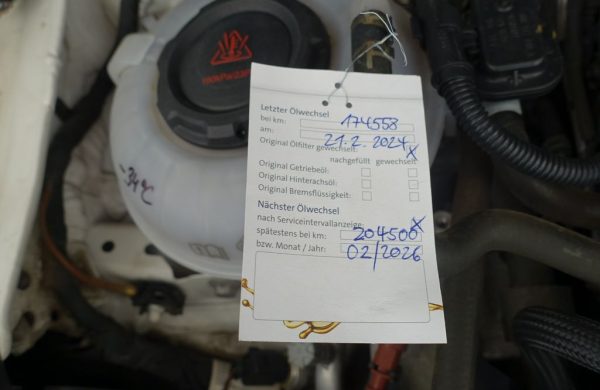 Letzter Ölwechsel
bei km: 174558
am: 21.2.2024
Original Ölfilter gewechselt: X
nachgefüllt gewechselt
Original Getriebeöl:
Original Hinterachsöl:
Original Bremsflüssigkeit:
Nächster Ölwechsel
nach Serviceintervallanzeige: X
spätestens bei km: 204500
bzw. Monat / Jahr: 02/2026
-34°C